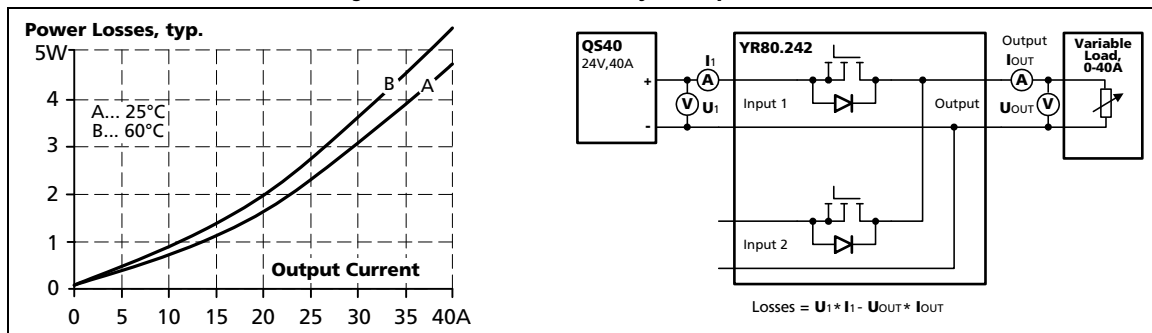 Power Losses, typ.
5W
4
3
2
1
0
A... 25°C
B... 60°C
B
A
Output Current
0 5 10 15 20 25 30 35 40A
QS40
24V,40A
+
-
I1
A
V
U1
YR80.242
Input 1
Output
Input 2
Output
IOUT
A
UOUT
V
Variable
Load,
0-40A
Losses = U1* I1- UOUT* IOUT